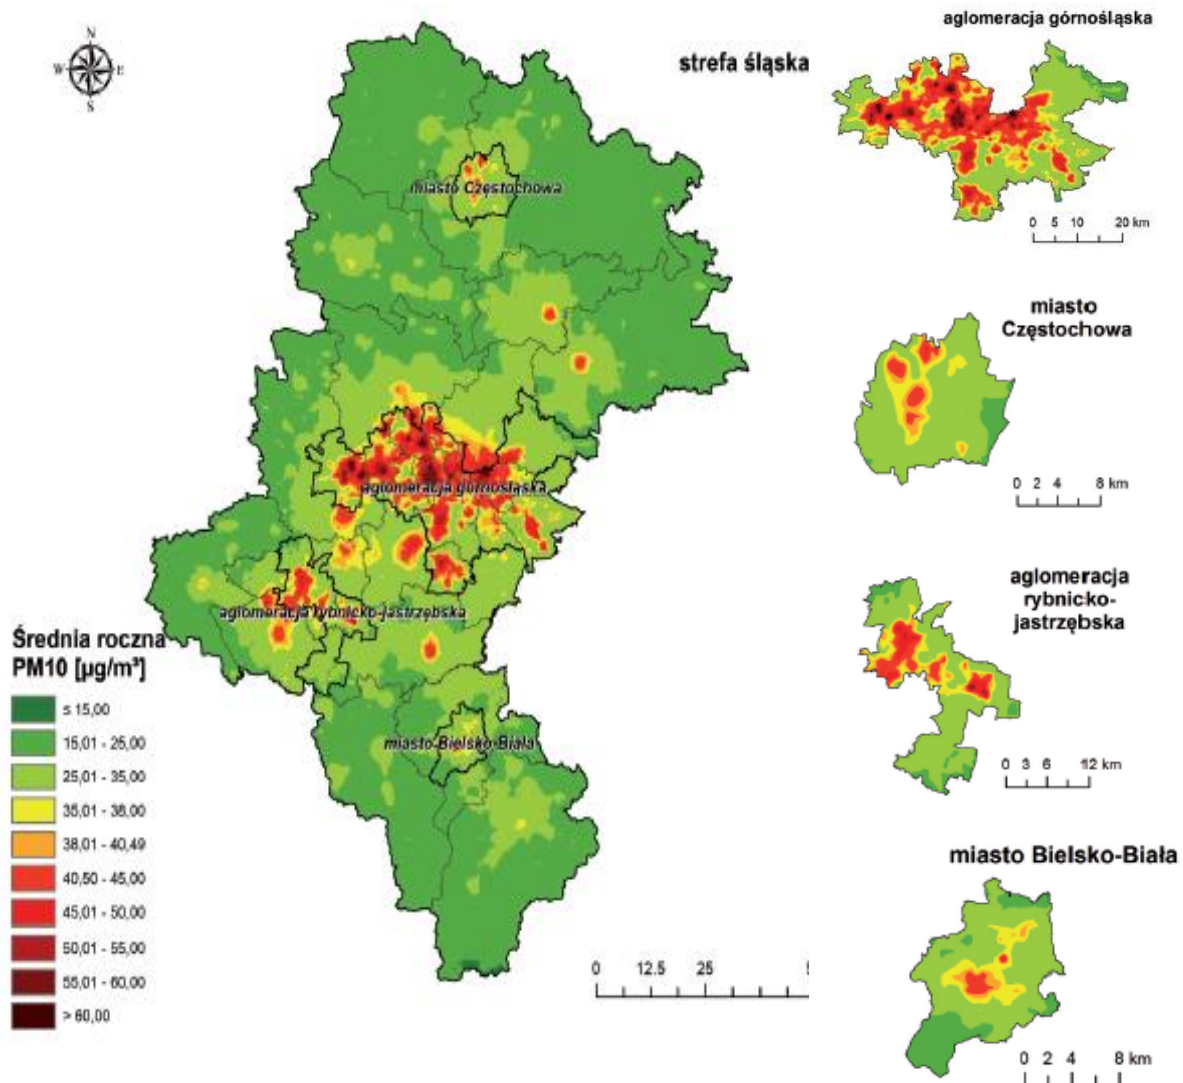 N
W
E
S
strefa śląska
aglomeracja górnośląska
0 5 10 20 km
miasto Częstochowa
miasto
Częstochowa
0 2 4 8 km
aglomeracja górnośląska
aglomeracja rybnicko-jastrzębska
aglomeracja
rybnicko-
jastrzębska
0 3 6 12 km
miasto Bielsko-Biała
miasto Bielsko-Biała
0 2 4 8 km
Średnia roczna
PM10 [µg/m³]
≤ 15,00
15,01 - 25,00
25,01 - 35,00
35,01 - 38,00
38,01 - 40,49
40,50 - 45,00
45,01 - 50,00
50,01 - 55,00
55,01 - 60,00
> 60,00
0 12.5 25